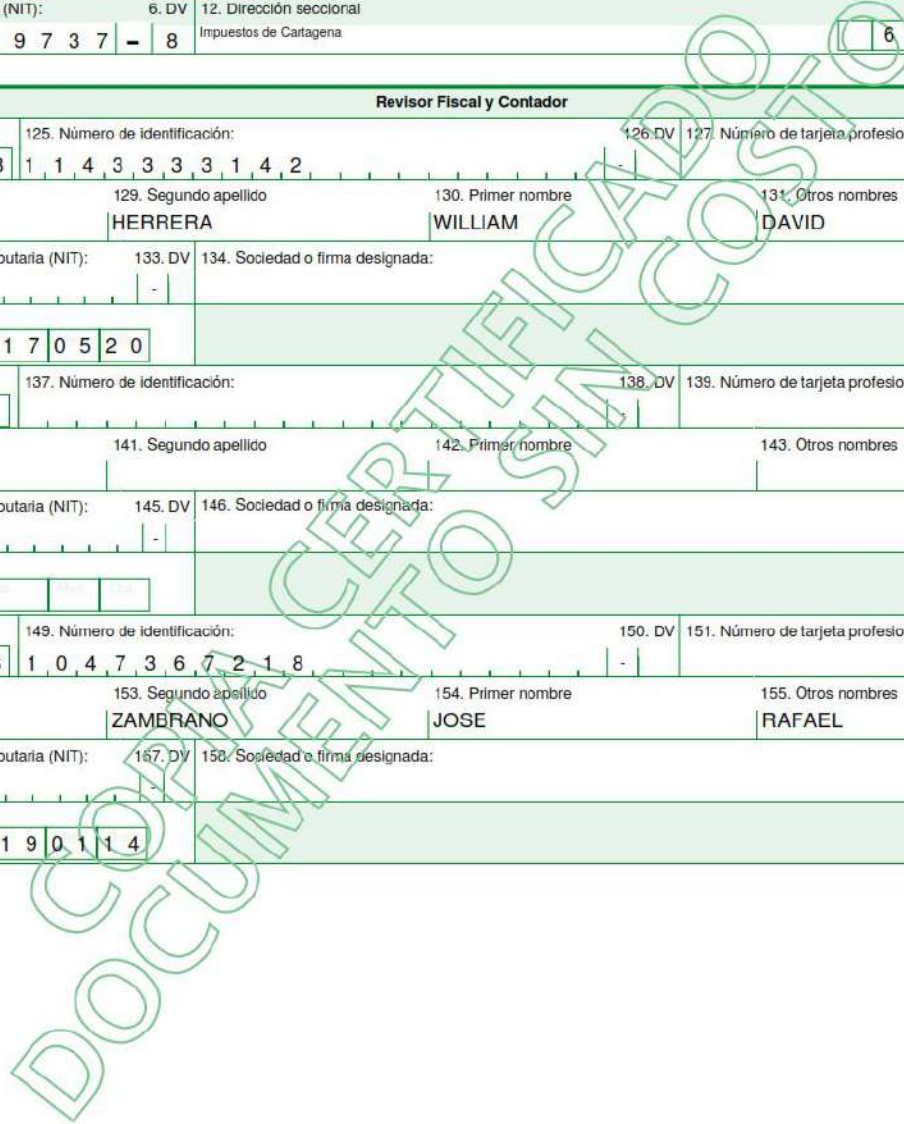 (NIT): 6. DV 12. Dirección seccional
9 7 3 7 - 8 Impuestos de Cartagena 6
Revisor Fiscal y Contador
125. Número de identificación: 126.DV 127. Número de tarjeta profesio
1 1 4 3 3 3 3 1 4 2 -
129. Segundo apellido 130. Primer nombre 131. Otros nombres
HERRERA WILLIAM DAVID
butaria (NIT): 133. DV 134. Sociedad o firma designada:
-
1 7 0 5 2 0
137. Número de identificación: 138. DV 139. Número de tarjeta profesio
-
141. Segundo apellido 142. Primer nombre 143. Otros nombres
butaria (NIT): 145. DV 146. Sociedad o firma designada:
-
149. Número de identificación: 150. DV 151. Número de tarjeta profesio
1 0 4 7 3 6 7 2 1 8 -
153. Segundo apellido 154. Primer nombre 155. Otros nombres
ZAMBRANO JOSE RAFAEL
butaria (NIT): 157. DV 158. Sociedad o firma designada:
-
1 9 0 1 1 4
COPIA CERTIFICADO
DOCUMENTO SIN COSTO